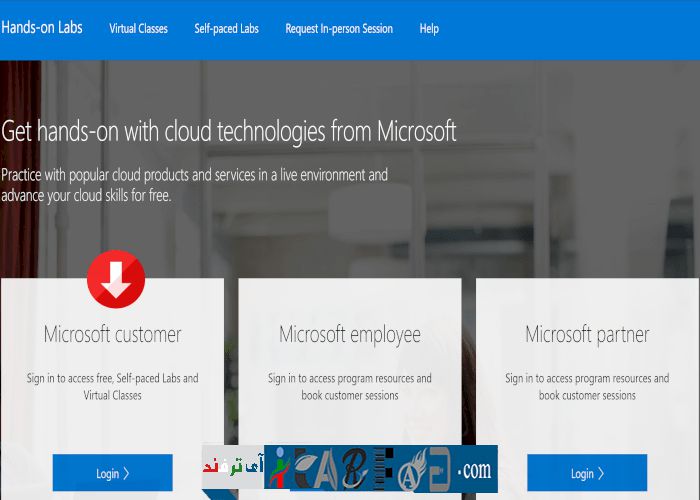 Hands-on Labs
Virtual Classes
Self-paced Labs
Request In-person Session
Help
Get hands-on with cloud technologies from Microsoft
Practice with popular cloud products and services in a live environment and
advance your cloud skills for free.
Microsoft customer
Sign in to access free, Self-paced Labs and
Virtual Classes
Login
Microsoft employee
Sign in to access program resources and
book customer sessions
Microsoft partner
Sign in to access program resources and
book customer sessions
Login
آی ترفند
.com